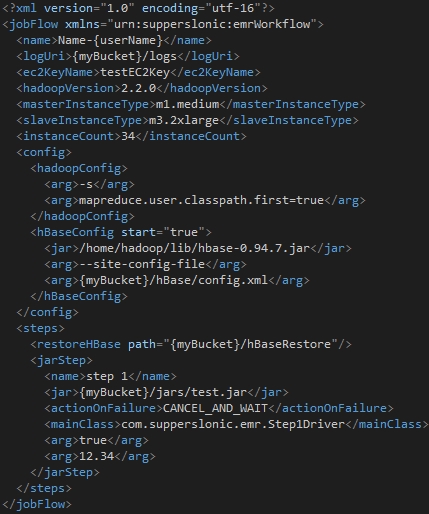 <?xml version="1.0" encoding="utf-16"?>
<jobFlow xmlns="urn:supperslonic:emrWorkflow">
  <name>Name-{userName}</name>
  <logUri>{myBucket}/logs</logUri>
  <ec2KeyName>testEC2Key</ec2KeyName>
  <hadoopVersion>2.2.0</hadoopVersion>
  <masterInstanceType>m1.medium</masterInstanceType>
  <slaveInstanceType>m3.2xlarge</slaveInstanceType>
  <instanceCount>34</instanceCount>
  <config>
    <hadoopConfig>
      <arg>-s</arg>
      <arg>mapreduce.user.classpath.first=true</arg>
    </hadoopConfig>
    <hBaseConfig start="true">
      <jar>/home/hadoop/lib/hbase-0.94.7.jar</jar>
      <arg>--site-config-file</arg>
      <arg>{myBucket}/hBase/config.xml</arg>
    </hBaseConfig>
  </config>
  <steps>
    <restoreHBase path="{myBucket}/hBaseRestore"/>
    <jarStep>
      <name>step 1</name>
      <jar>{myBucket}/jars/test.jar</jar>
      <actionOnFailure>CANCEL_AND_WAIT</actionOnFailure>
      <mainClass>com.supperslonic.emr.Step1Driver</mainClass>
      <arg>true</arg>
      <arg>12.34</arg>
    </jarStep>
  </steps>
</jobFlow>